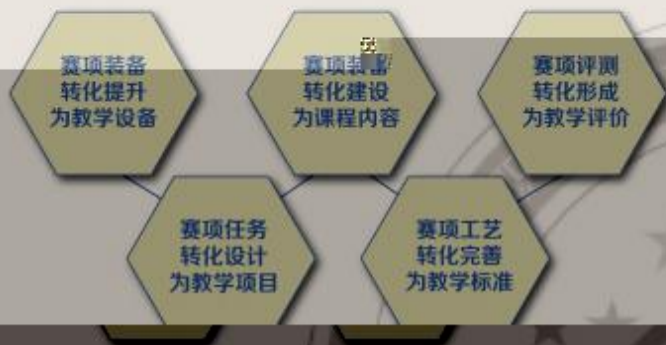 赛项装备
转化提升
为教学设备
赛项装备
转化建设
为课程内容
赛项评测
转化形成
为教学评价
赛项任务
转化设计
为教学项目
赛项工艺
转化完善
为教学标准